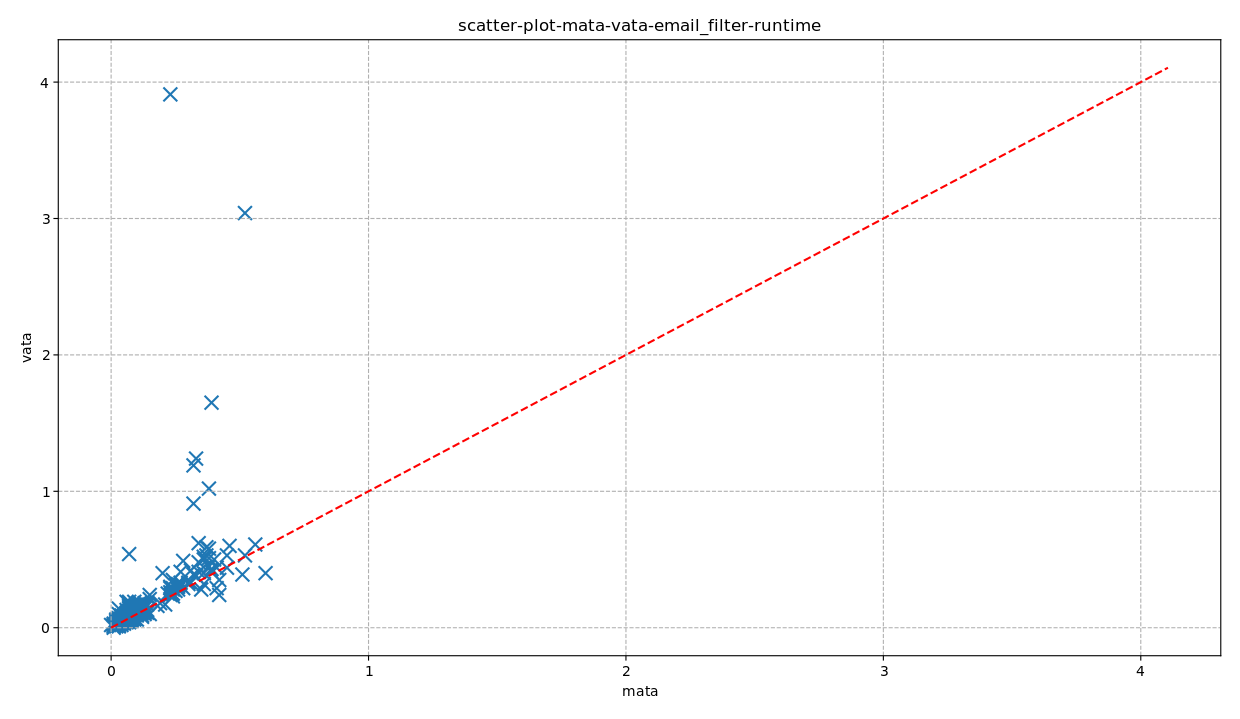 scatter-plot-mata-vata-email_filter-runtime
4
3
2
1
0
vata
0 1 2 3 4
mata